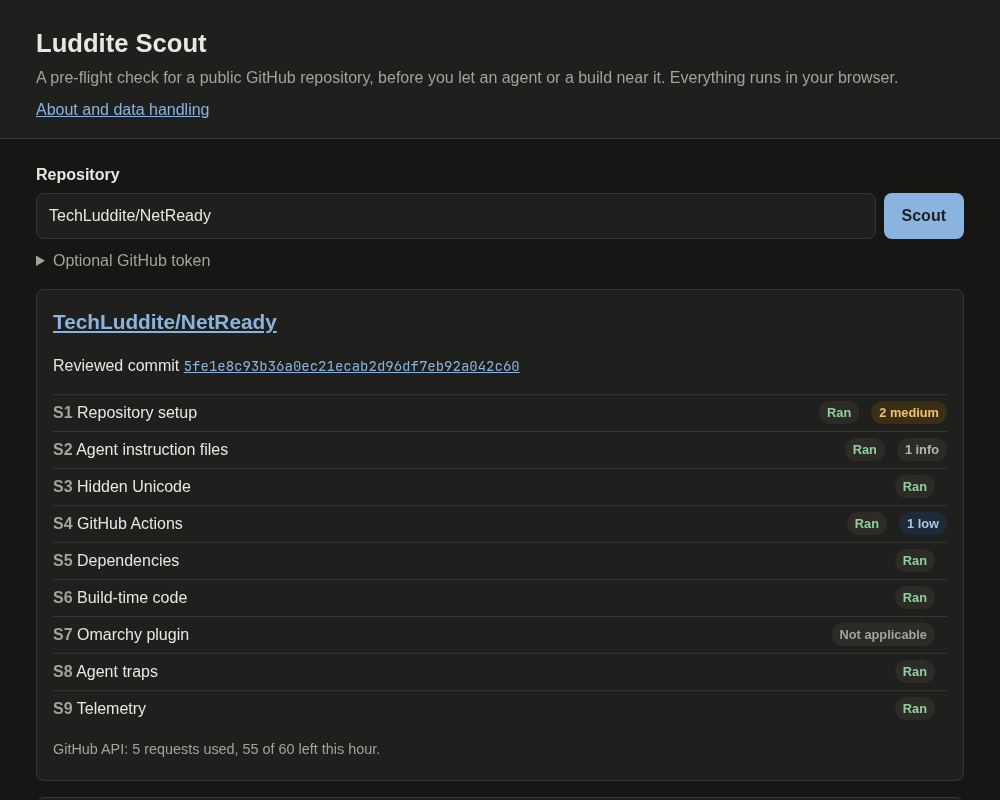 Luddite Scout
A pre-flight check for a public GitHub repository, before you let an agent or a build near it. Everything runs in your browser.
About and data handling
Repository
TechLuddite/NetReady
Scout
Optional GitHub token
TechLuddite/NetReady
Reviewed commit 5fe1e8c93b36a0ec21ecab2d96df7eb92a042c60
S1 Repository setup Ran 2 medium
S2 Agent instruction files Ran 1 info
S3 Hidden Unicode Ran
S4 GitHub Actions Ran 1 low
S5 Dependencies Ran
S6 Build-time code Ran
S7 Omarchy plugin Not applicable
S8 Agent traps Ran
S9 Telemetry Ran
GitHub API: 5 requests used, 55 of 60 left this hour.